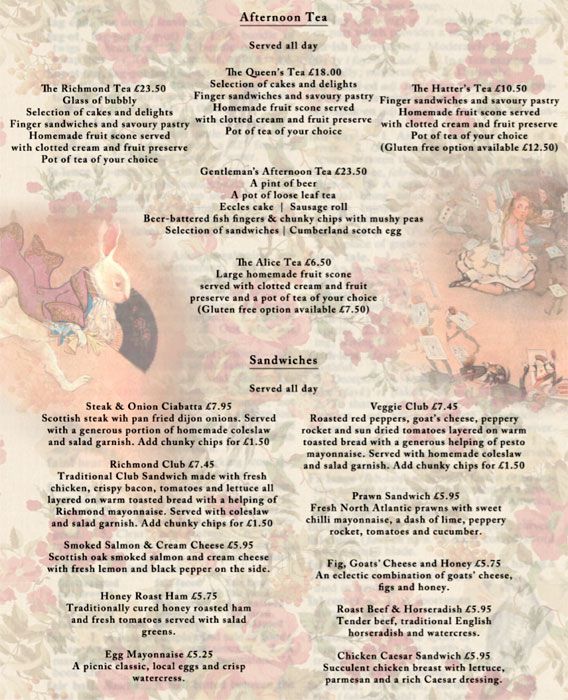 Afternoon Tea
Served all day
The Richmond Tea £23.50
Glass of bubbly
Selection of cakes and delights
Finger sandwiches and savoury pastry
Homemade fruit scone served
with clotted cream and fruit preserve
Pot of tea of your choice
The Queen's Tea £18.00
Selection of cakes and delights
Finger sandwiches and savoury pastry
Homemade fruit scone served
with clotted cream and fruit preserve
Pot of tea of your choice
The Hatter's Tea £10.50
Finger sandwiches and savoury pastry
Homemade fruit scone served
with clotted cream and fruit preserve
Pot of tea of your choice
(Gluten free option available £12.50)
Gentleman's Afternoon Tea £23.50
A pint of beer
A pot of loose leaf tea
Eccles cake | Sausage roll
Beer-battered fish fingers & chunky chips with mushy peas
Selection of sandwiches | Cumberland scotch egg
The Alice Tea £6.50
Large homemade fruit scone
served with clotted cream and fruit
preserve and a pot of tea of your choice
(Gluten free option available £7.50)
Sandwiches
Served all day
Steak & Onion Ciabatta £7.95
Scottish steak wih pan fried dijon onions. Served
with a generous portion of homemade coleslaw
and salad garnish. Add chunky chips for £1.50
Richmond Club £7.45
Traditional Club Sandwich made with fresh
chicken, crispy bacon, tomatoes and lettuce all
layered on warm toasted bread with a helping of
Richmond mayonnaise. Served with coleslaw
and salad garnish. Add chunky chips for £1.50
Smoked Salmon & Cream Cheese £5.95
Scottish oak smoked salmon and cream cheese
with fresh lemon and black pepper on the side.
Honey Roast Ham £5.75
Traditionally cured honey roasted ham
and fresh tomatoes served with salad
greens.
Egg Mayonnaise £5.25
A picnic classic, local eggs and crisp
watercress.
Veggie Club £7.45
Roasted red peppers, goat's cheese, peppery
rocket and sun dried tomatoes layered on warm
toasted bread with a generous helping of pesto
mayonnaise. Served with homemade coleslaw
and salad garnish. Add chunky chips for £1.50
Prawn Sandwich £5.95
Fresh North Atlantic prawns with sweet
chilli mayonnaise, a dash of lime, peppery
rocket, tomatoes and cucumber.
Fig, Goats' Cheese and Honey £5.75
An eclectic combination of goats' cheese,
figs and honey.
Roast Beef & Horseradish £5.95
Tender beef, traditional English
horseradish and watercress.
Chicken Caesar Sandwich £5.95
Succulent chicken breast with lettuce,
parmesan and a rich Caesar dressing.